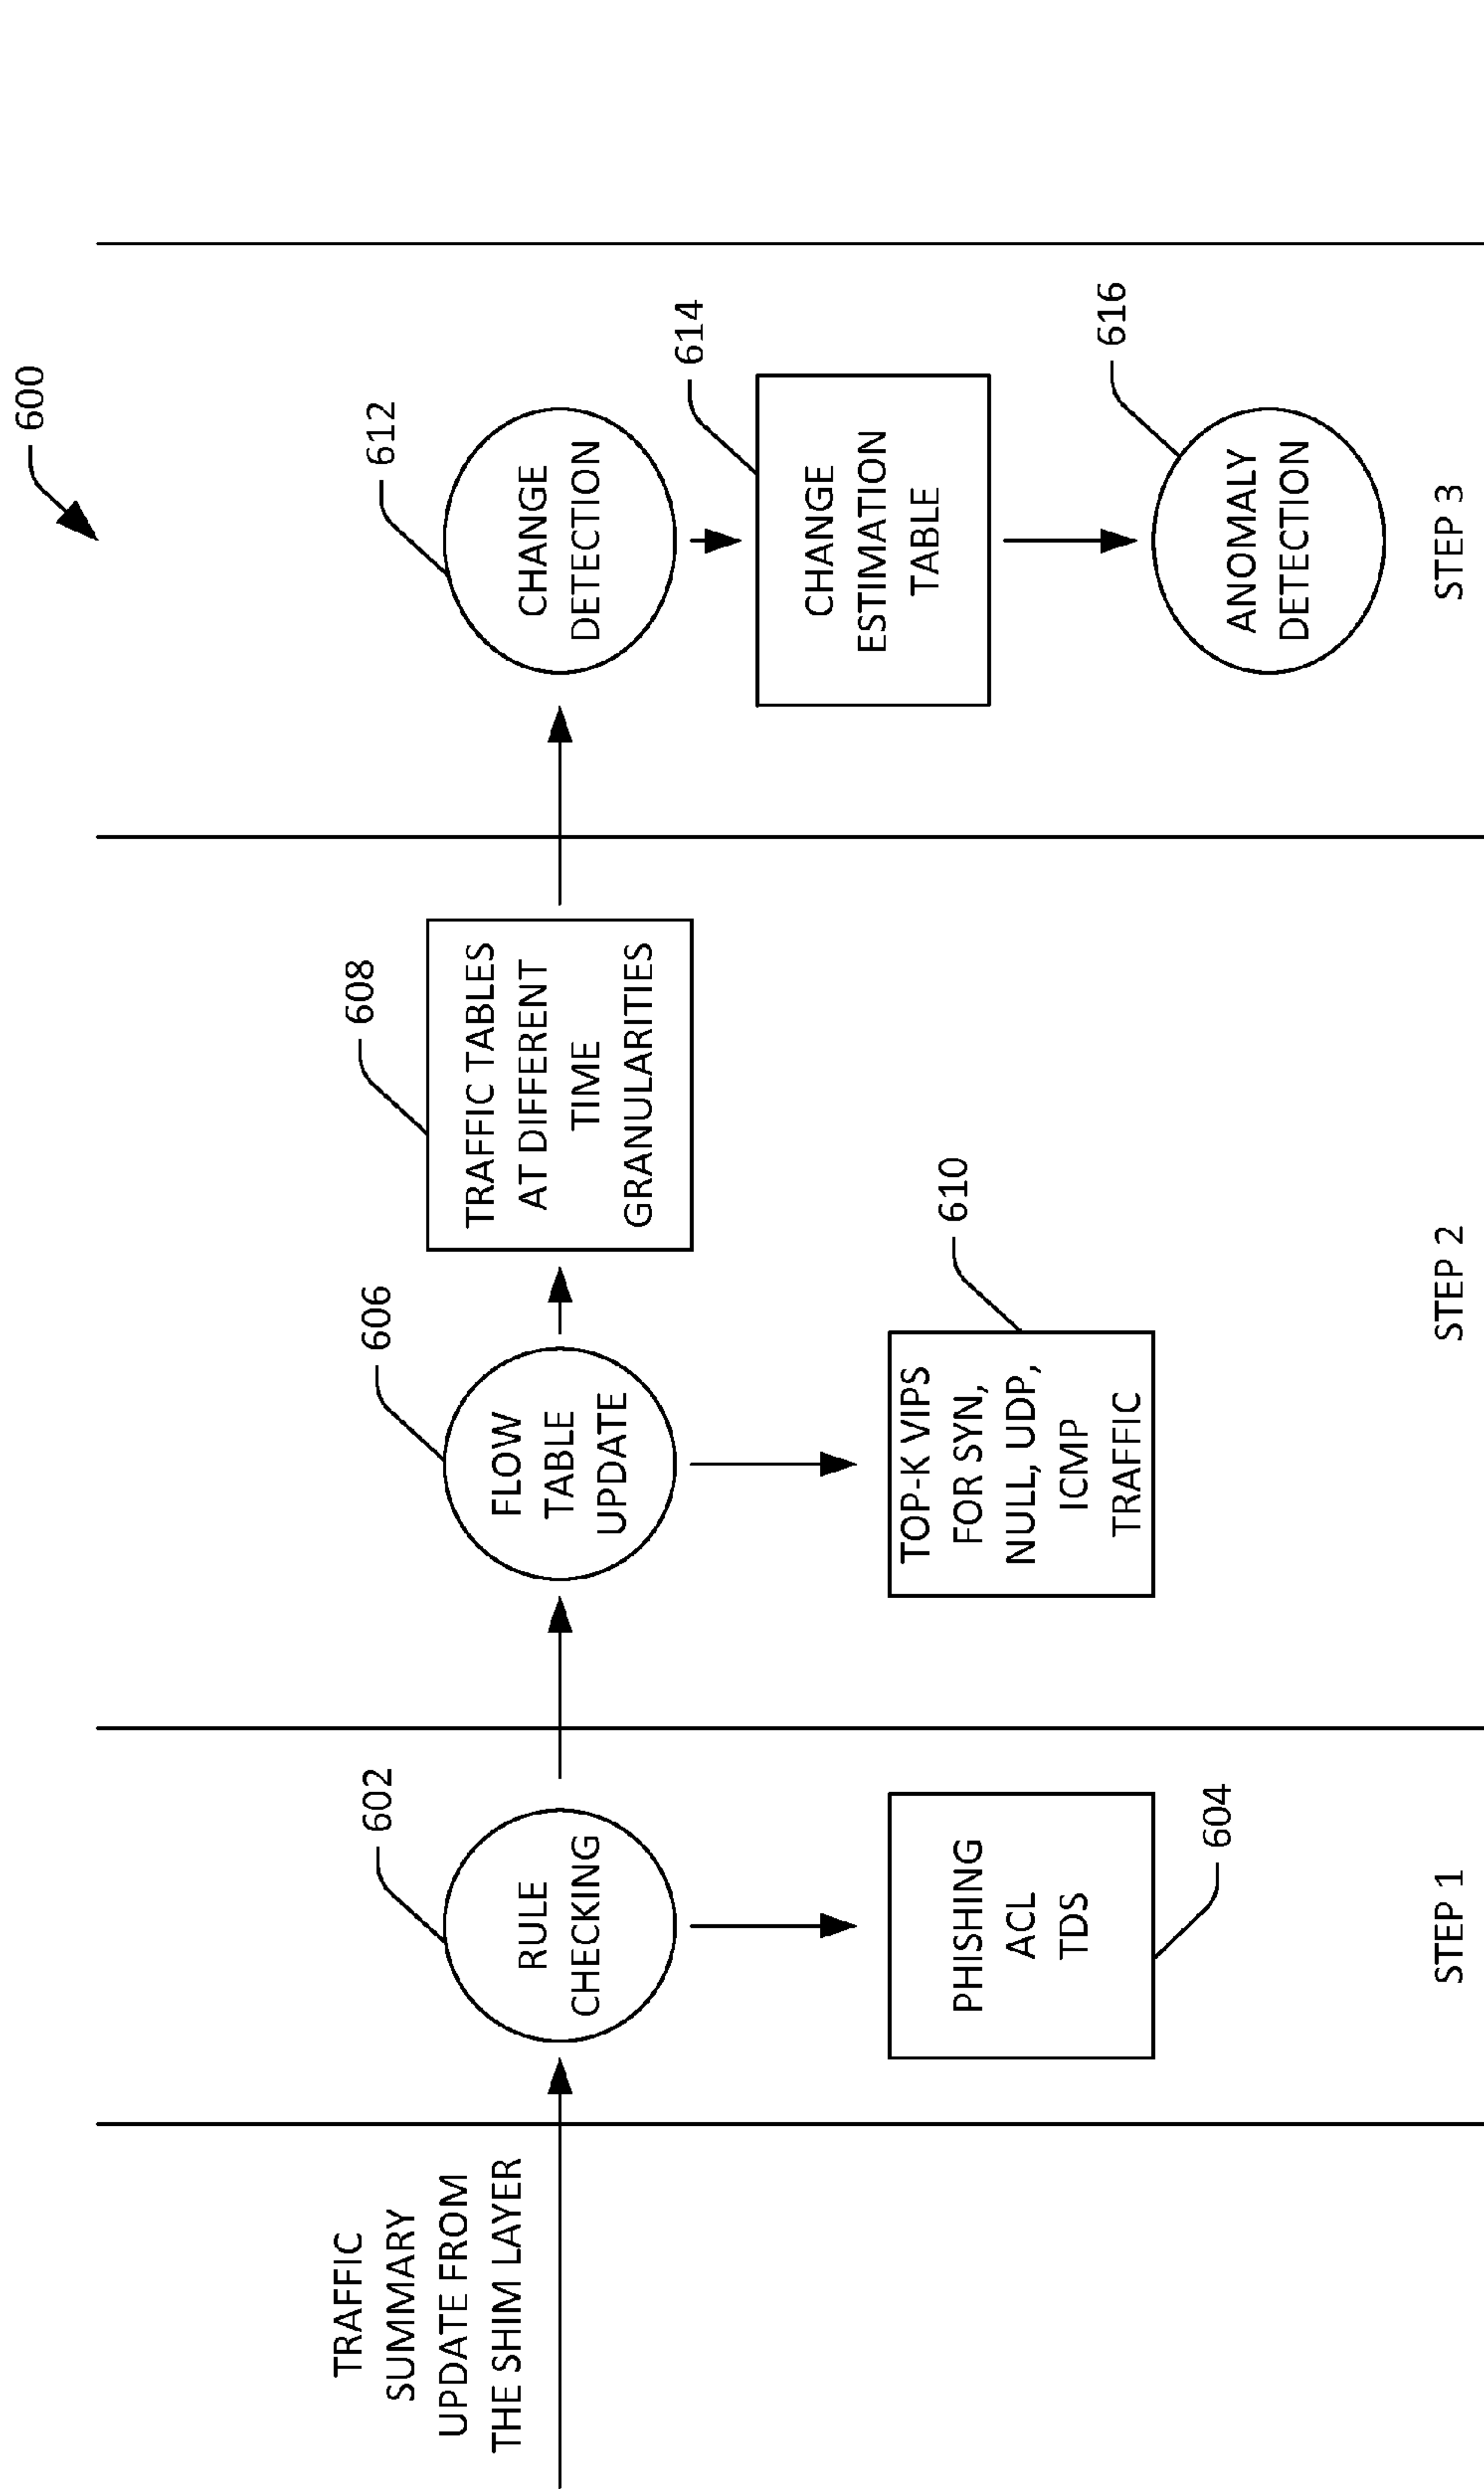 600
TRAFFIC
SUMMARY
UPDATE FROM
THE SHIM LAYER
602
RULE
CHECKING
PHISHING
ACL
TDS
604
STEP 1
606
FLOW
TABLE
UPDATE
608
TRAFFIC TABLES
AT DIFFERENT
TIME
GRANULARITIES
610
TOP-K VIPS
FOR SYN,
NULL, UDP,
ICMP
TRAFFIC
STEP 2
612
CHANGE
DETECTION
614
CHANGE
ESTIMATION
TABLE
616
ANOMALY
DETECTION
STEP 3